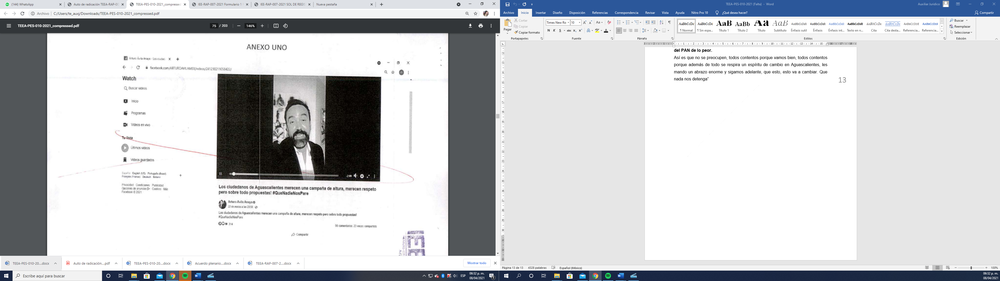 (144) WhatsApp
Auto de radicación TEEA-RAP-00
TEEA-PES-010-2021_compressed
IEE-RAP-007-2021 Formulario 1
IEE-RAP-007-2021 SOL DE REGIS
Nueva pestaña
Archivo | C:/Users/te_auxj/Downloads/TEEA-PES-010-2021_compressed.pdf
TEEA-PES-010-2021_compressed.pdf
75 / 203
146%
ANEXO UNO
Arturo Ávila Anaya - Los ciudad
facebook.com/ARTUROAVILAMEX/videos/241218211058422/
Watch
Buscar videos
Inicio
Programas
Videos en vivo
Tu lista
Últimos videos
Videos guardados
Español English (US) Português (Brasil)
Français (France) Deutsch Italiano
Privacidad · Condiciones · Publicidad
Opciones de anuncios · Cookies · Más
Facebook © 2021
-2:09
Los ciudadanos de Aguascalientes merecen una campaña de altura, merecen respeto
pero sobre todo propuestas! #QueNadieNosPare
Arturo Ávila Anaya
22 de marzo a las 23:58
Los ciudadanos de Aguascalientes merecen una campaña de altura, merecen respeto pero sobre todo propuestas!
#QueNadieNosPare
314
98 comentarios 23 veces compartido
Compartir
TEEA-PES-010-20....docx
Auto de radicación....pdf
TEEA-PES-010-20....docx
Acuerdo plenario....docx
TEEA-RAP-007-2....docx
Mostrar todo
Escribe aquí para buscar
ESP
06:32 p. m.
08/04/2021
TEEA-PES-010-2021 (Falta) - Word
Auxiliar Juridico
Archivo Inicio Insertar Diseño Disposición Referencias Correspondencia Revisar Vista Ayuda Nitro Pro 10 ¿Qué desea hacer?
Compartir
Pegar
Cortar
Copiar
Copiar formato
Portapapeles
Times New Ro 10
N K S abc x₂ x²
Fuente
Párrafo
AaBbCcDc AaBbCcDc AaB AaBb Aa AaB AaBbCcDdl AaBbCcDdl AaBbCcDdl AaBbCcDdE AaBbCcDc AaBbCcDc AABBCCDDE AABBCCDDE
¶ Normal ¶ Sin espa... Título 1 Título 2 Título Subtítulo Énfasis sutil Énfasis Énfasis int... Texto en n... Cita Cita desta... Referencia... Referencia...
Estilos
Buscar
Reemplazar
Seleccionar
Edición
del PAN de lo peor.
Así es que no se preocupen, todos contentos porque vamos bien, todos contentos
porque además de todo se respira un espíritu de cambio en Aguascalientes, les
mando un abrazo enorme y sigamos adelante, que esto, esto va a cambiar. Que
nada nos detenga"
13
Página 13 de 13 4328 palabras Español (México)
100%
06:32 p. m.
08/04/2021